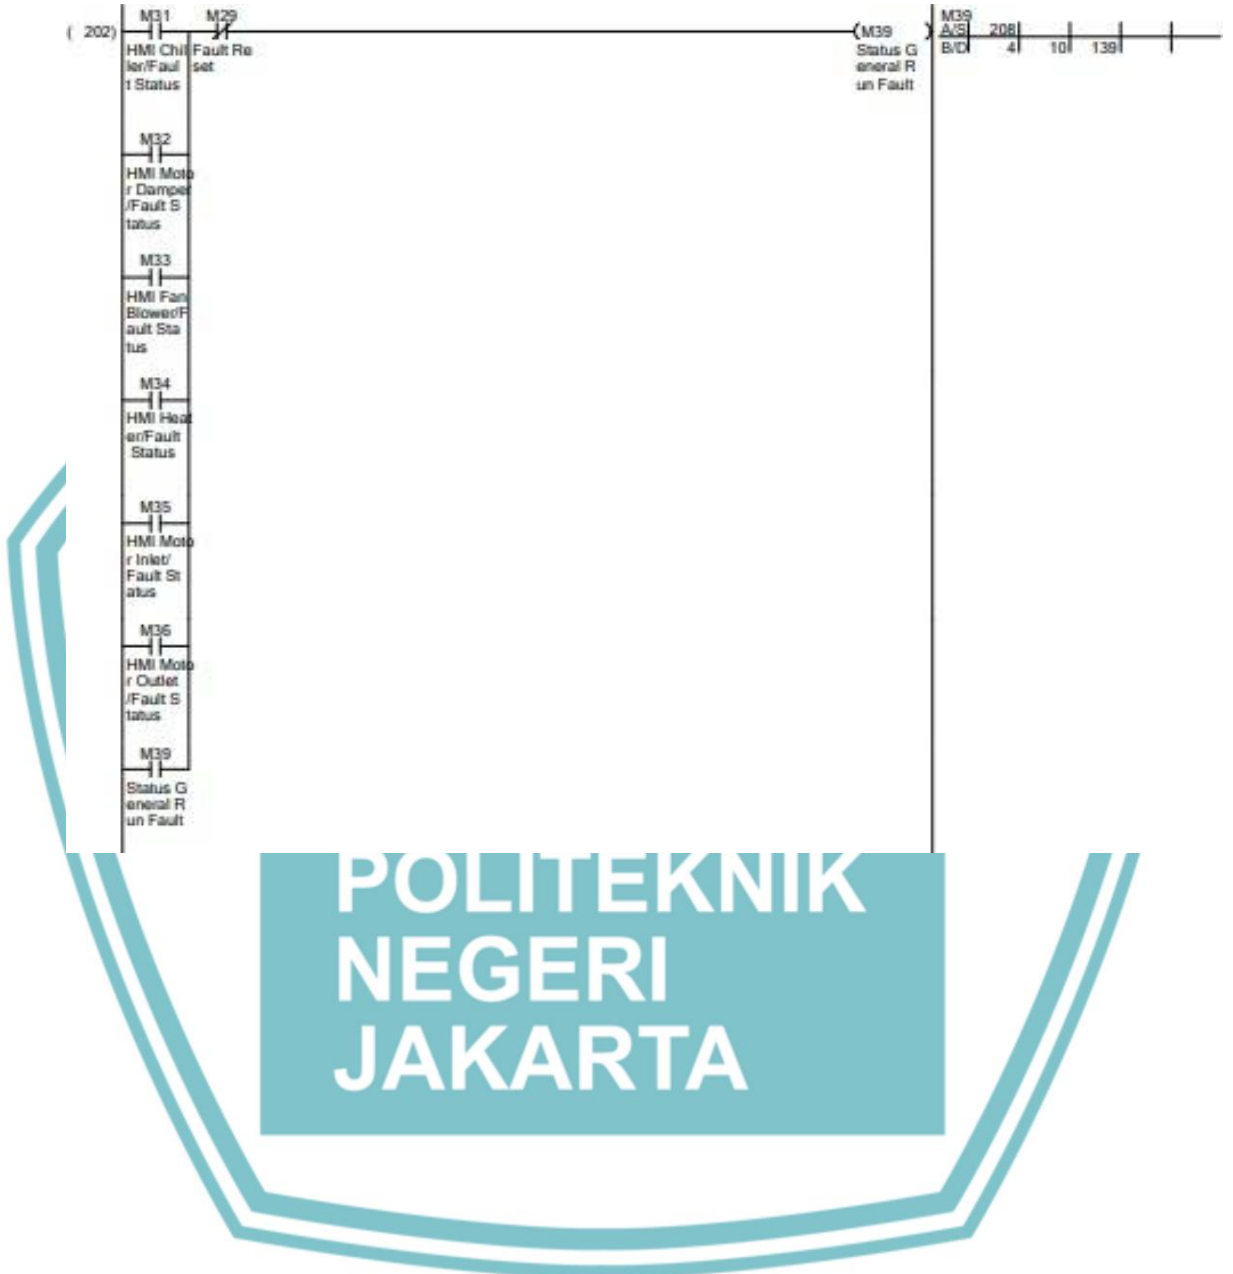 M31 M29 M39
( 202) (M39 ) A/S 208
HMI Chil Fault Re Status G B/D 4 10 139
ler/Faul set eneral R
t Status un Fault
M32
HMI Moto
r Damper
/Fault S
tatus
M33
HMI Fan
Blower/F
ault Sta
tus
M34
HMI Heat
er/Fault
Status
M35
HMI Moto
r Inlet/
Fault St
atus
M36
HMI Moto
r Outlet
/Fault S
tatus
M39
Status G
eneral R
un Fault
POLITEKNIK
NEGERI
JAKARTA